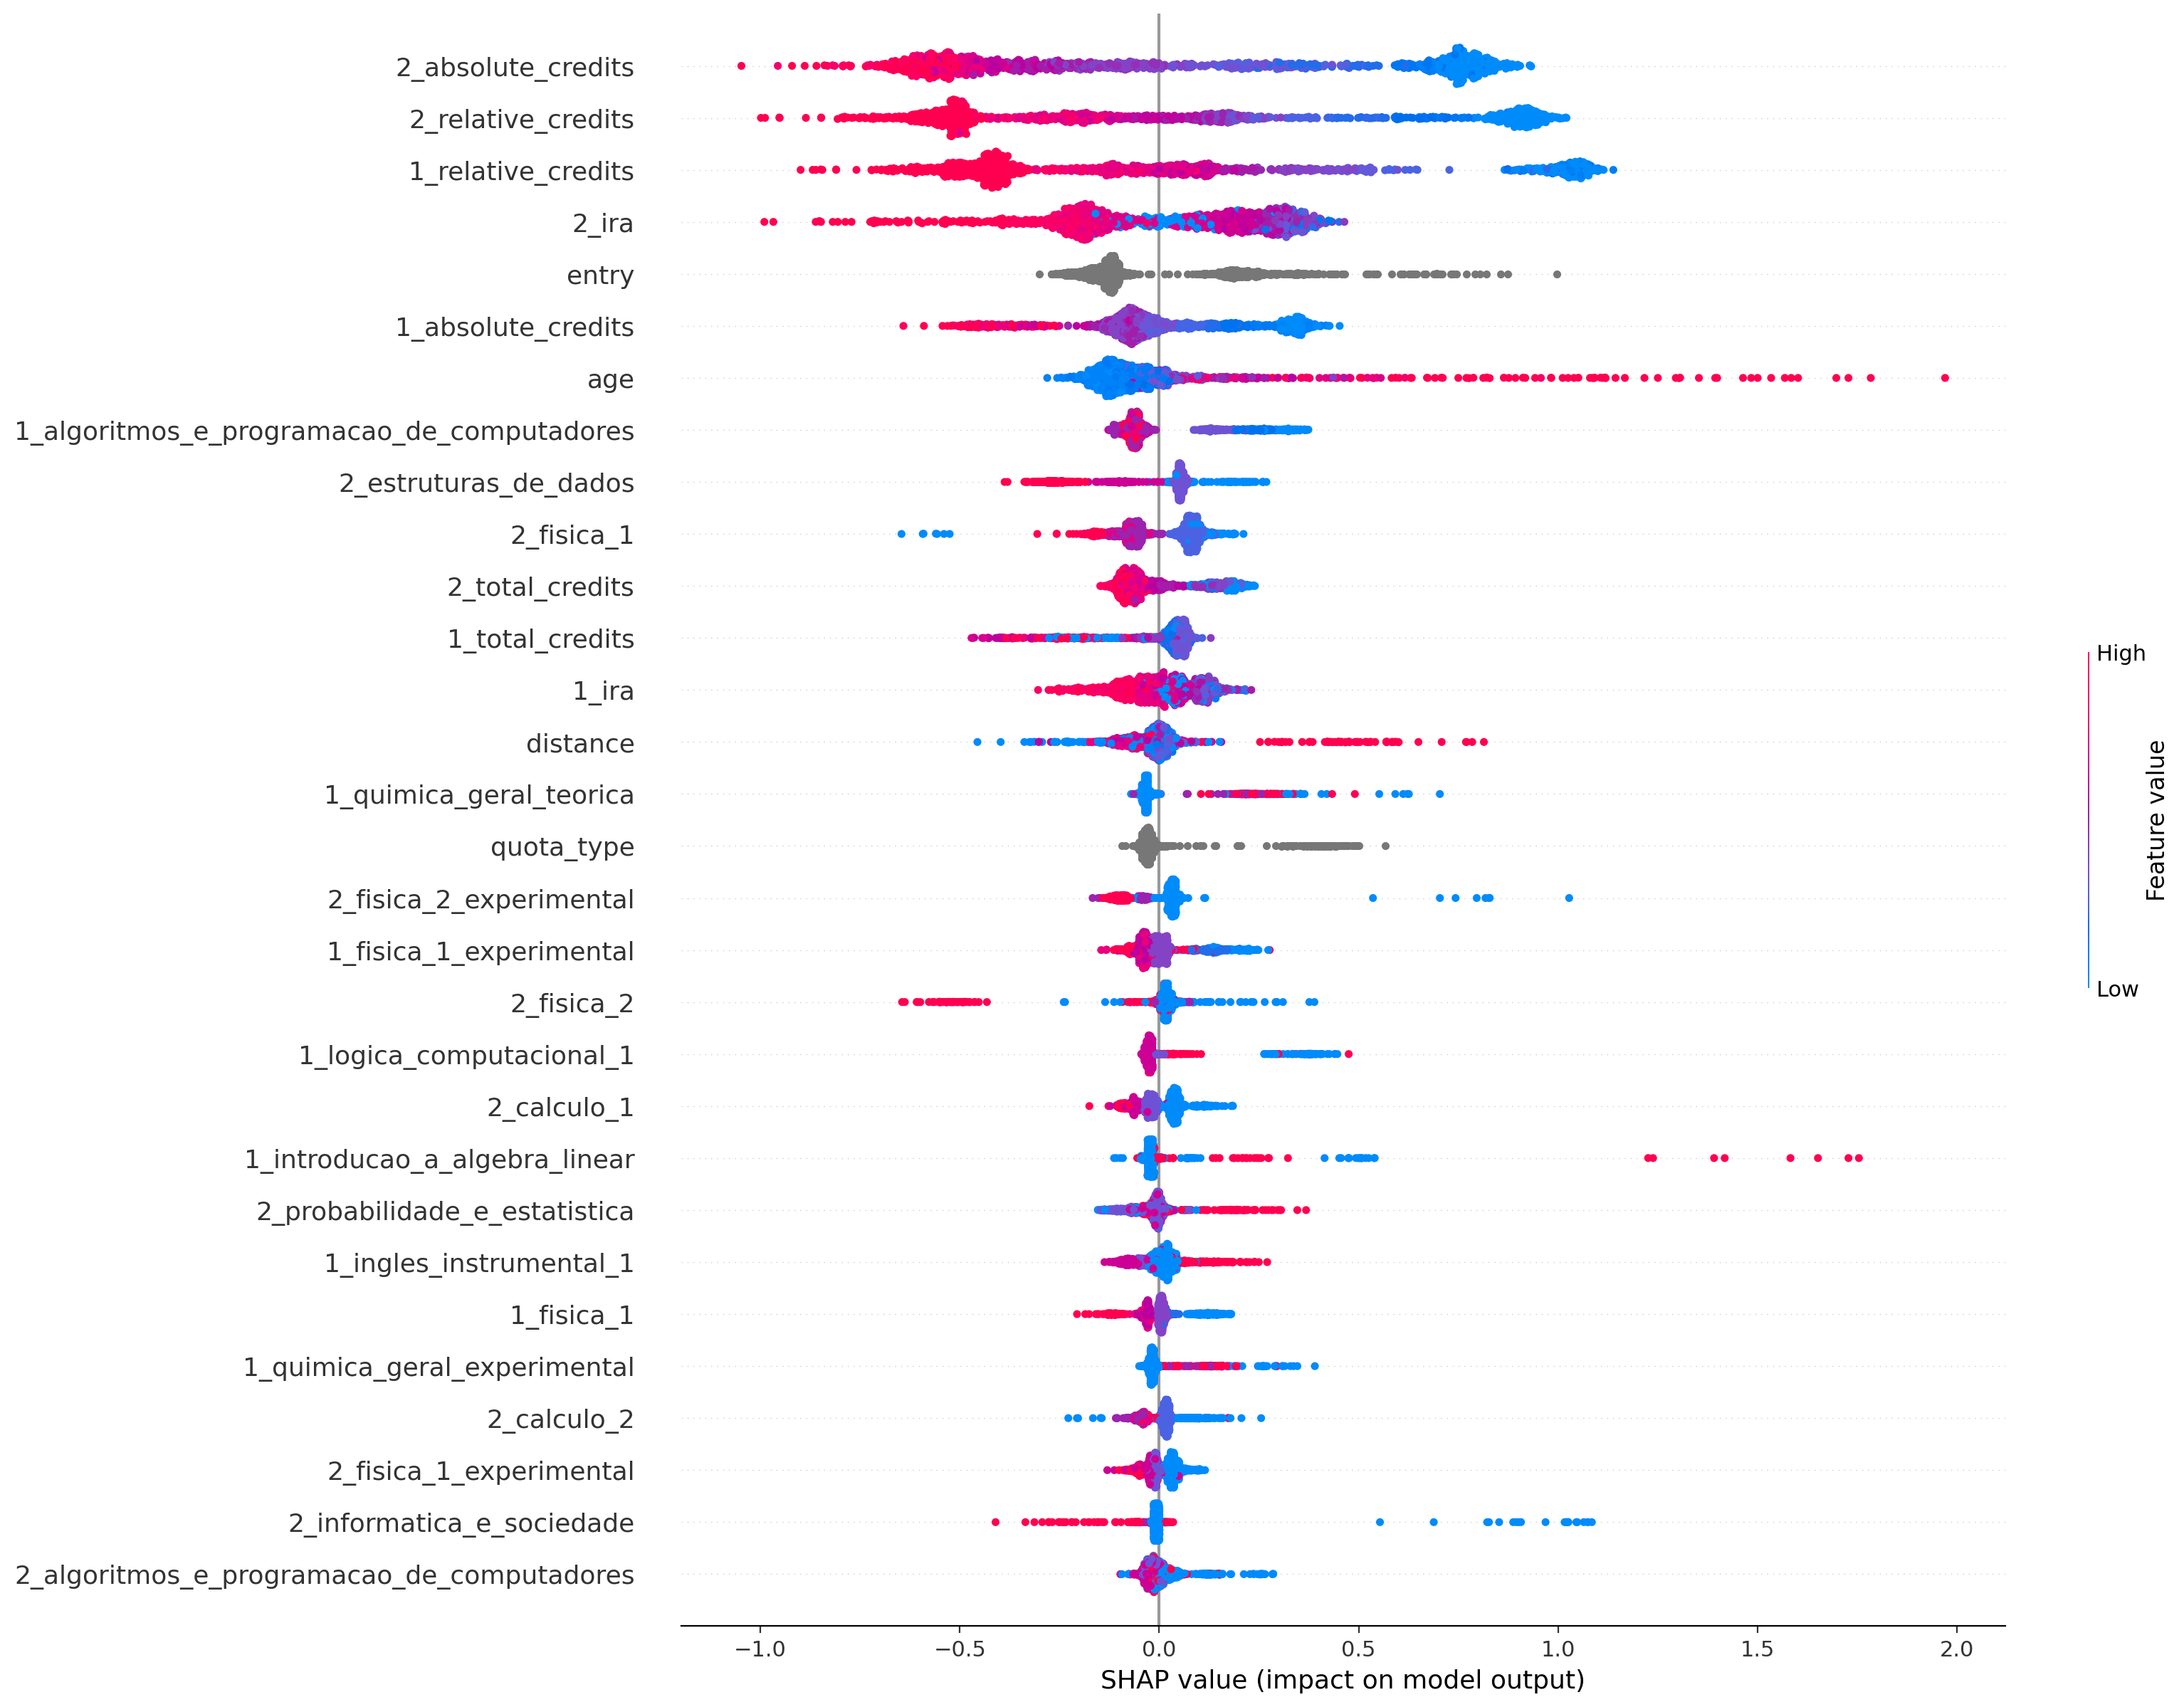 2_absolute_credits
2_relative_credits
1_relative_credits
2_ira
entry
1_absolute_credits
age
1_algoritmos_e_programacao_de_computadores
2_estruturas_de_dados
2_fisica_1
2_total_credits
1_total_credits
1_ira
distance
1_quimica_geral_teorica
quota_type
2_fisica_2_experimental
1_fisica_1_experimental
2_fisica_2
1_logica_computacional_1
2_calculo_1
1_introducao_a_algebra_linear
2_probabilidade_e_estatistica
1_ingles_instrumental_1
1_fisica_1
1_quimica_geral_experimental
2_calculo_2
2_fisica_1_experimental
2_informatica_e_sociedade
2_algoritmos_e_programacao_de_computadores
−1.0 −0.5 0.0 0.5 1.0 1.5 2.0
SHAP value (impact on model output)
High
Feature value
Low